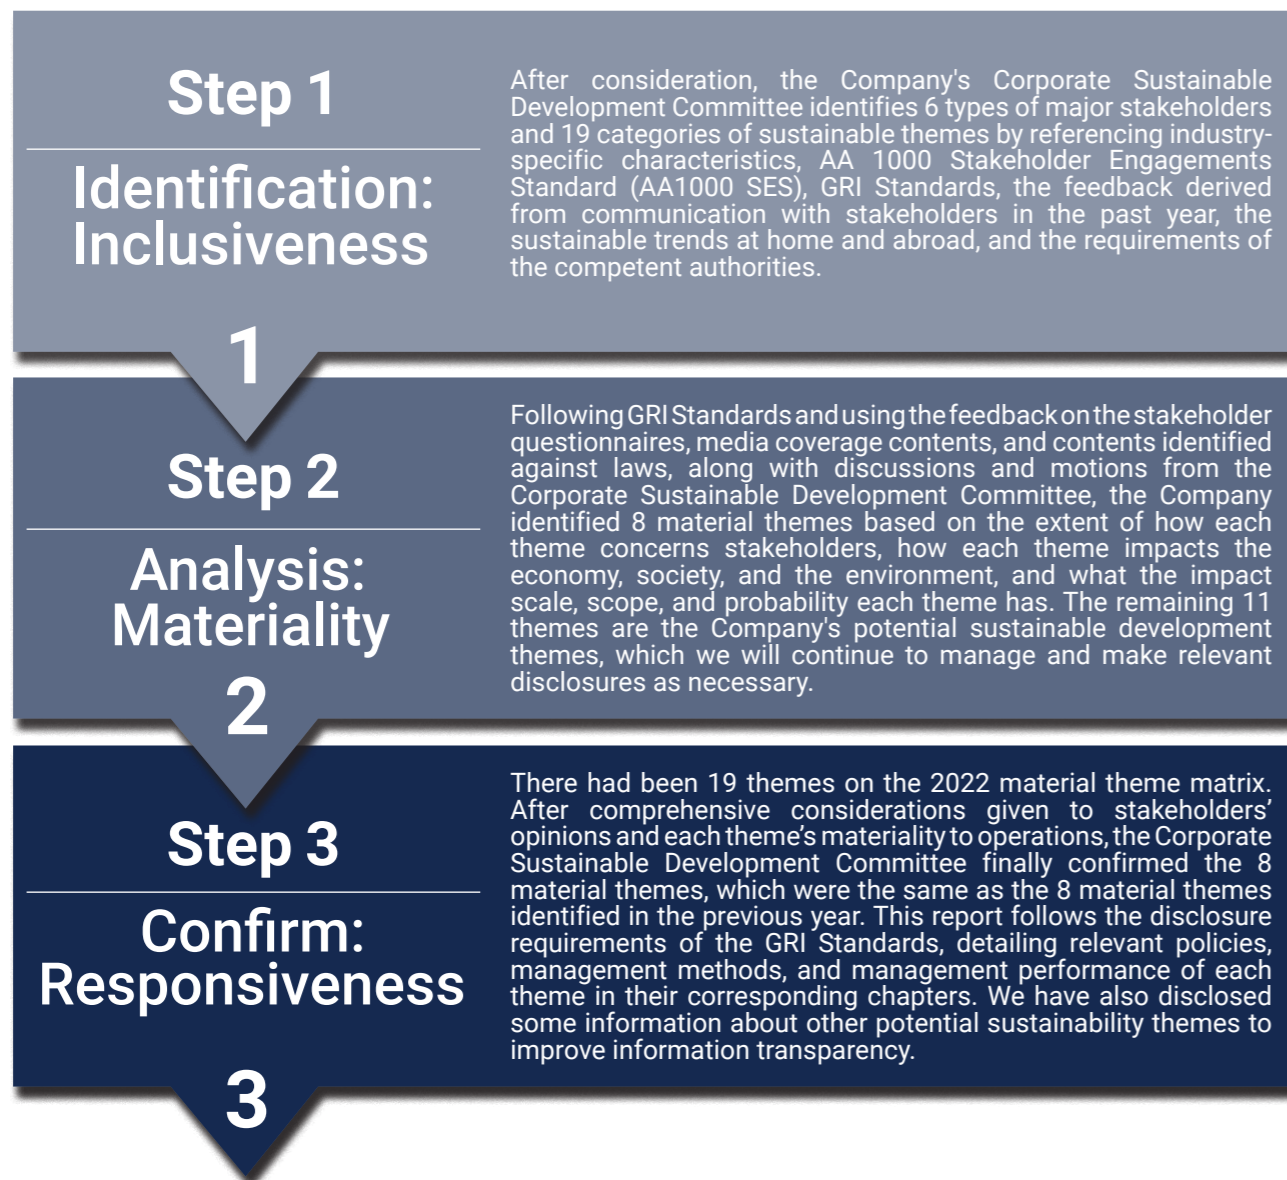 Step 1
Identification:
Inclusiveness
1
After consideration, the Company's Corporate Sustainable
Development Committee identifies 6 types of major stakeholders
and 19 categories of sustainable themes by referencing industry-
specific characteristics, AA 1000 Stakeholder Engagements
Standard (AA1000 SES), GRI Standards, the feedback derived
from communication with stakeholders in the past year, the
sustainable trends at home and abroad, and the requirements of
the competent authorities.
Step 2
Analysis:
Materiality
2
Following GRI Standards and using the feedback on the stakeholder
questionnaires, media coverage contents, and contents identified
against laws, along with discussions and motions from the
Corporate Sustainable Development Committee, the Company
identified 8 material themes based on the extent of how each
theme concerns stakeholders, how each theme impacts the
economy, society, and the environment, and what the impact
scale, scope, and probability each theme has. The remaining 11
themes are the Company's potential sustainable development
themes, which we will continue to manage and make relevant
disclosures as necessary.
Step 3
Confirm:
Responsiveness
3
There had been 19 themes on the 2022 material theme matrix.
After comprehensive considerations given to stakeholders’
opinions and each theme’s materiality to operations, the Corporate
Sustainable Development Committee finally confirmed the 8
material themes, which were the same as the 8 material themes
identified in the previous year. This report follows the disclosure
requirements of the GRI Standards, detailing relevant policies,
management methods, and management performance of each
theme in their corresponding chapters. We have also disclosed
some information about other potential sustainability themes to
improve information transparency.